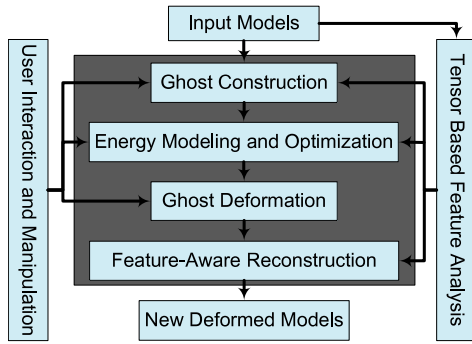 Input Models
User Interaction and Manipulation
Ghost Construction
Energy Modeling and Optimization
Ghost Deformation
Feature-Aware Reconstruction
New Deformed Models
Tensor Based Feature Analysis